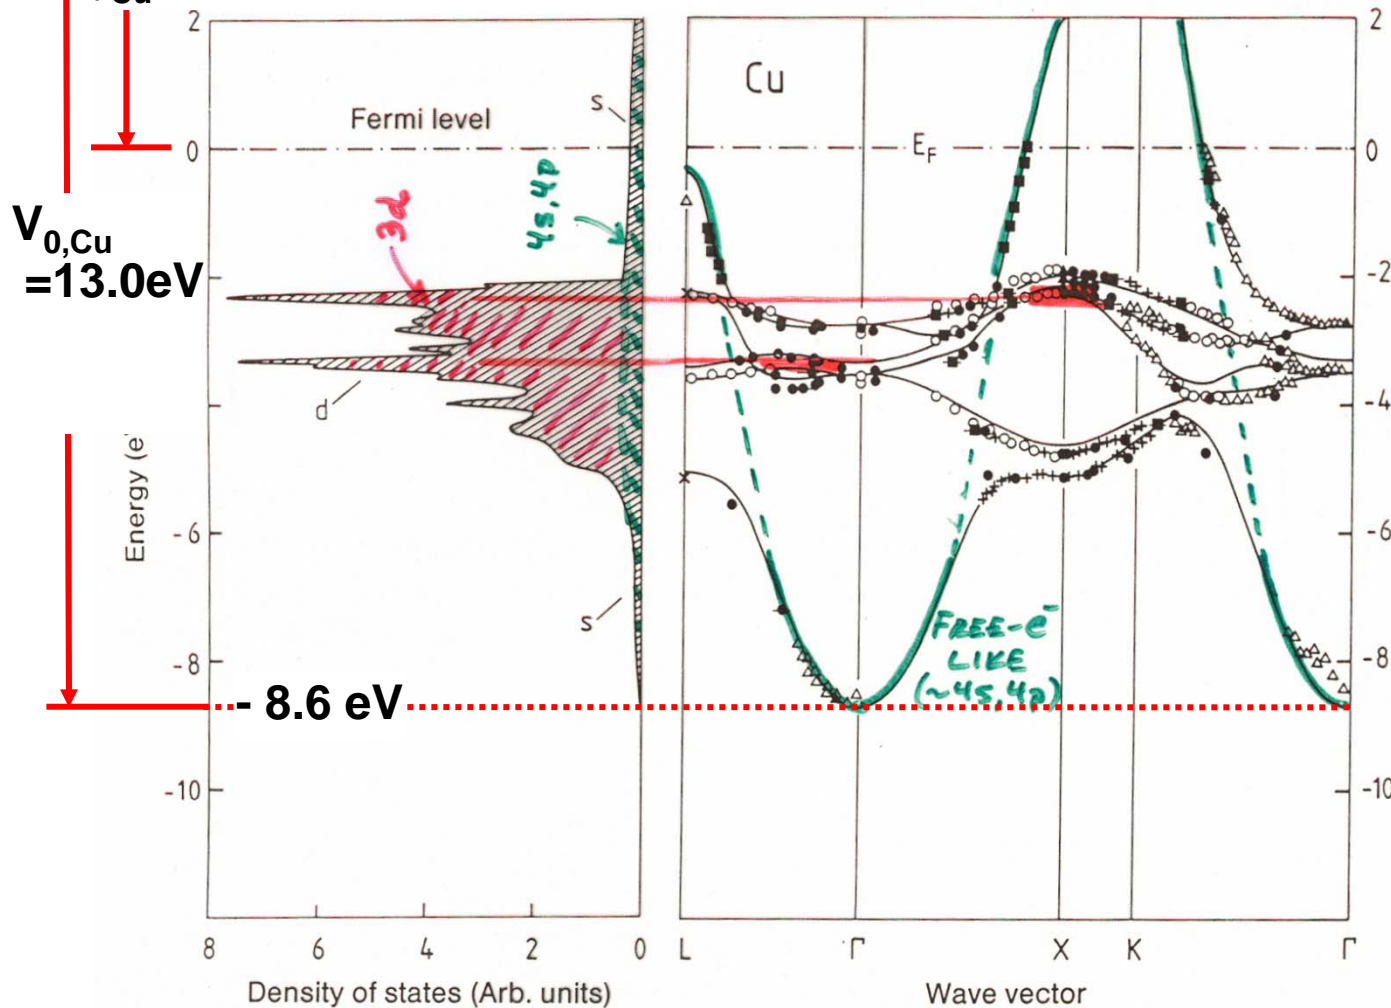 Cu
2
0
-6
-8
-10
Energy (e
V0,Cu
=13.0eV
- 8.6 eV
Fermi level
s
3d
4s,4p
d
s
8 6 4 2 0
Density of states (Arb. units)
Cu
EF
FREE-e-
LIKE
(~4s,4p)
2
0
-2
-4
-6
-8
-10
L Γ X K Γ
Wave vector